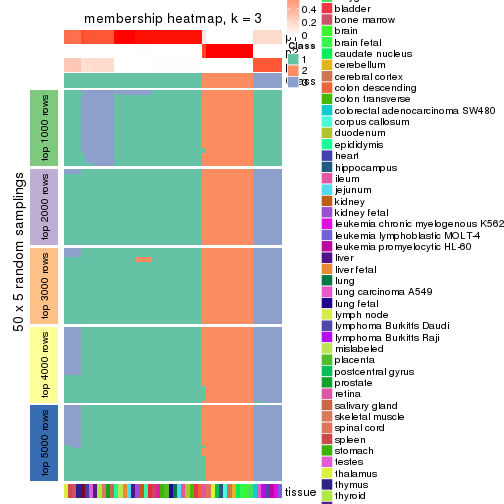 membership heatmap, k = 3
50 x 5 random samplings
top 1000 rows
top 2000 rows
top 3000 rows
top 4000 rows
top 5000 rows
0.4
0.2
0
Class
1
2
tissue
bladder
bone marrow
brain
brain fetal
caudate nucleus
cerebellum
cerebral cortex
colon descending
colon transverse
colorectal adenocarcinoma SW480
corpus callosum
duodenum
epididymis
heart
hippocampus
ileum
jejunum
kidney
kidney fetal
leukemia chronic myelogenous K562
leukemia lymphoblastic MOLT-4
leukemia promyelocytic HL-60
liver
liver fetal
lung
lung carcinoma A549
lung fetal
lymph node
lymphoma Burkitts Daudi
lymphoma Burkitts Raji
mislabeled
placenta
postcentral gyrus
prostate
retina
salivary gland
skeletal muscle
spinal cord
spleen
stomach
testes
thalamus
thymus
thyroid